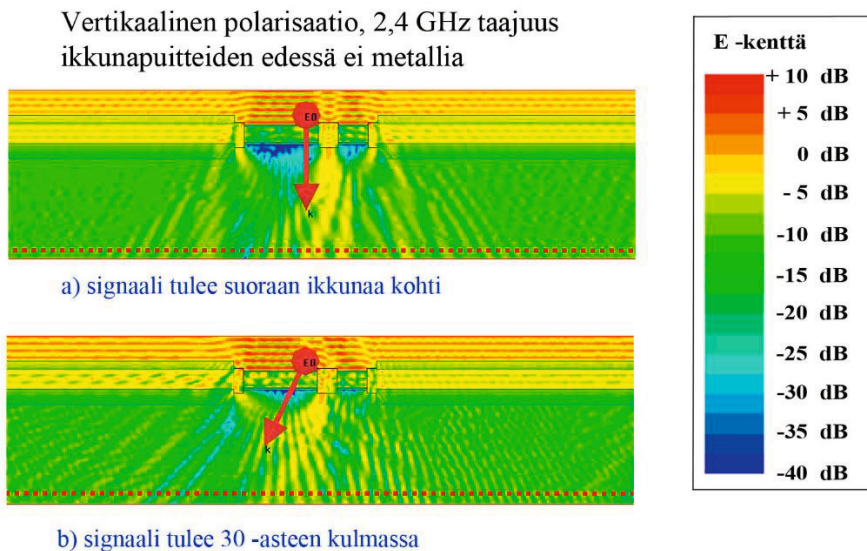 Vertikaalinen polarisaatio, 2,4 GHz taajuus
ikkunapuitteiden edessä ei metallia
E0
k
a) signaali tulee suoraan ikkunaa kohti
E0
k
b) signaali tulee 30 -asteen kulmassa
E -kenttä
+ 10 dB
+ 5 dB
0 dB
- 5 dB
-10 dB
-15 dB
-20 dB
-25 dB
-30 dB
-35 dB
-40 dB